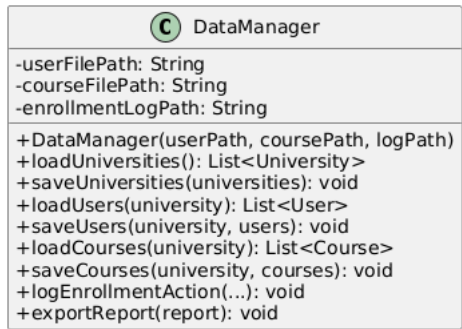 C DataManager
-userFilePath: String
-courseFilePath: String
-enrollmentLogPath: String
+DataManager(userPath, coursePath, logPath)
+loadUniversities(): List<University>
+saveUniversities(universities): void
+loadUsers(university): List<User>
+saveUsers(university, users): void
+loadCourses(university): List<Course>
+saveCourses(university, courses): void
+logEnrollmentAction(...): void
+exportReport(report): void